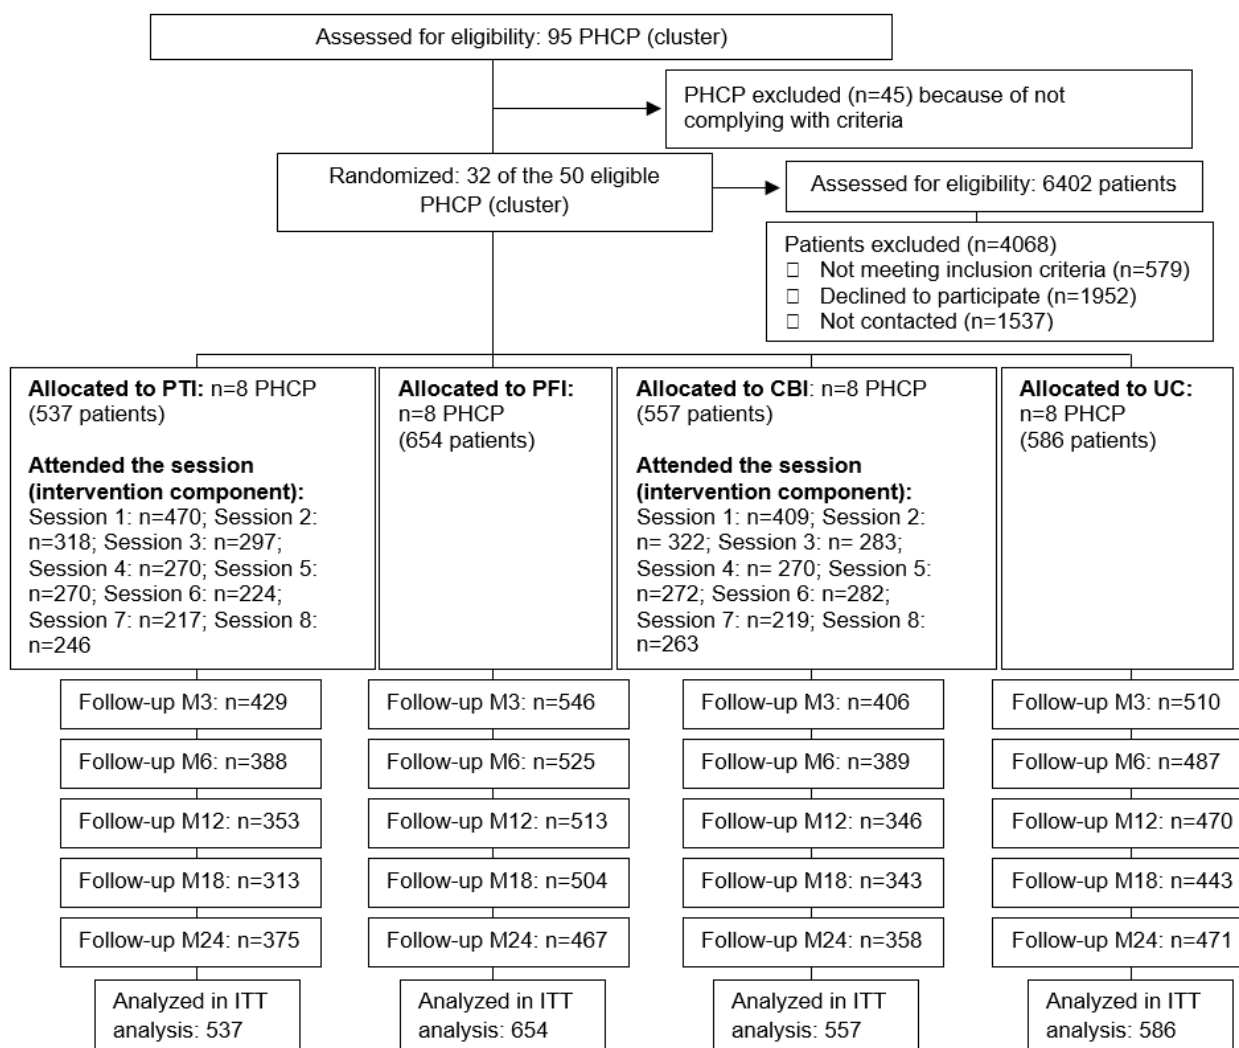 Assessed for eligibility: 95 PHCP (cluster)
PHCP excluded (n=45) because of not
complying with criteria
Randomized: 32 of the 50 eligible
PHCP (cluster)
Assessed for eligibility: 6402 patients
Patients excluded (n=4068)
□ Not meeting inclusion criteria (n=579)
□ Declined to participate (n=1952)
□ Not contacted (n=1537)
Allocated to PTI: n=8 PHCP
(537 patients)
Attended the session
(intervention component):
Session 1: n=470; Session 2:
n=318; Session 3: n=297;
Session 4: n=270; Session 5:
n=270; Session 6: n=224;
Session 7: n=217; Session 8:
n=246
Allocated to PFI:
n=8 PHCP
(654 patients)
Allocated to CBI: n=8 PHCP
(557 patients)
Attended the session
(intervention component):
Session 1: n=409; Session 2:
n= 322; Session 3: n= 283;
Session 4: n= 270; Session 5:
n=272; Session 6: n=282;
Session 7: n=219; Session 8:
n=263
Allocated to UC:
n=8 PHCP
(586 patients)
Follow-up M3: n=429
Follow-up M3: n=546
Follow-up M3: n=406
Follow-up M3: n=510
Follow-up M6: n=388
Follow-up M6: n=525
Follow-up M6: n=389
Follow-up M6: n=487
Follow-up M12: n=353
Follow-up M12: n=513
Follow-up M12: n=346
Follow-up M12: n=470
Follow-up M18: n=313
Follow-up M18: n=504
Follow-up M18: n=343
Follow-up M18: n=443
Follow-up M24: n=375
Follow-up M24: n=467
Follow-up M24: n=358
Follow-up M24: n=471
Analyzed in ITT
analysis: 537
Analyzed in ITT
analysis: 654
Analyzed in ITT
analysis: 557
Analyzed in ITT
analysis: 586